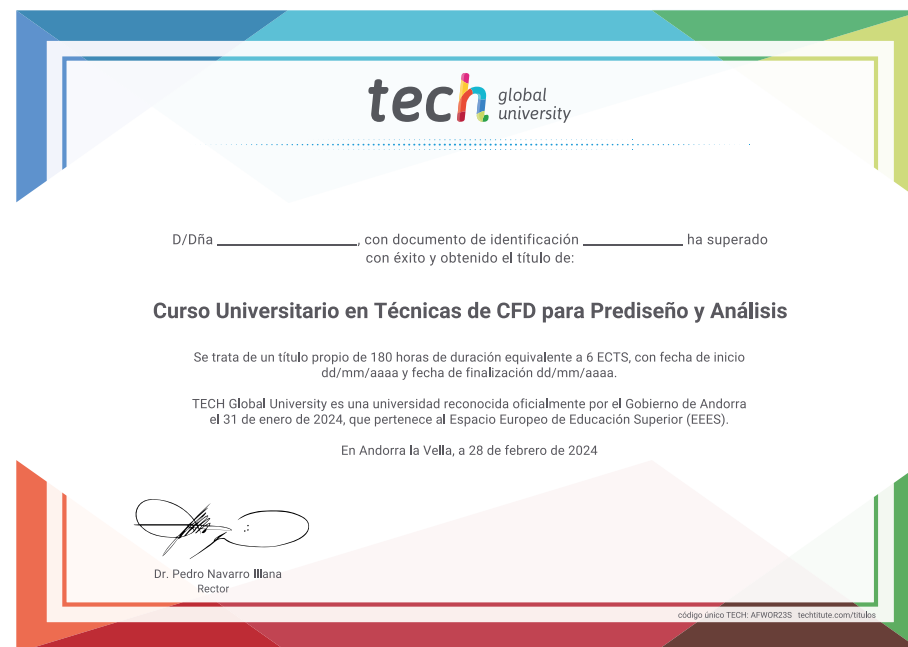 tech global university
D/Dña ______________, con documento de identificación __________ ha superado
con éxito y obtenido el título de:
Curso Universitario en Técnicas de CFD para Prediseño y Análisis
Se trata de un título propio de 180 horas de duración equivalente a 6 ECTS, con fecha de inicio
dd/mm/aaaa y fecha de finalización dd/mm/aaaa.
TECH Global University es una universidad reconocida oficialmente por el Gobierno de Andorra
el 31 de enero de 2024, que pertenece al Espacio Europeo de Educación Superior (EEES).
En Andorra la Vella, a 28 de febrero de 2024
Dr. Pedro Navarro Illana
Rector
código único TECH: AFWOR23S techtitute.com/titulos